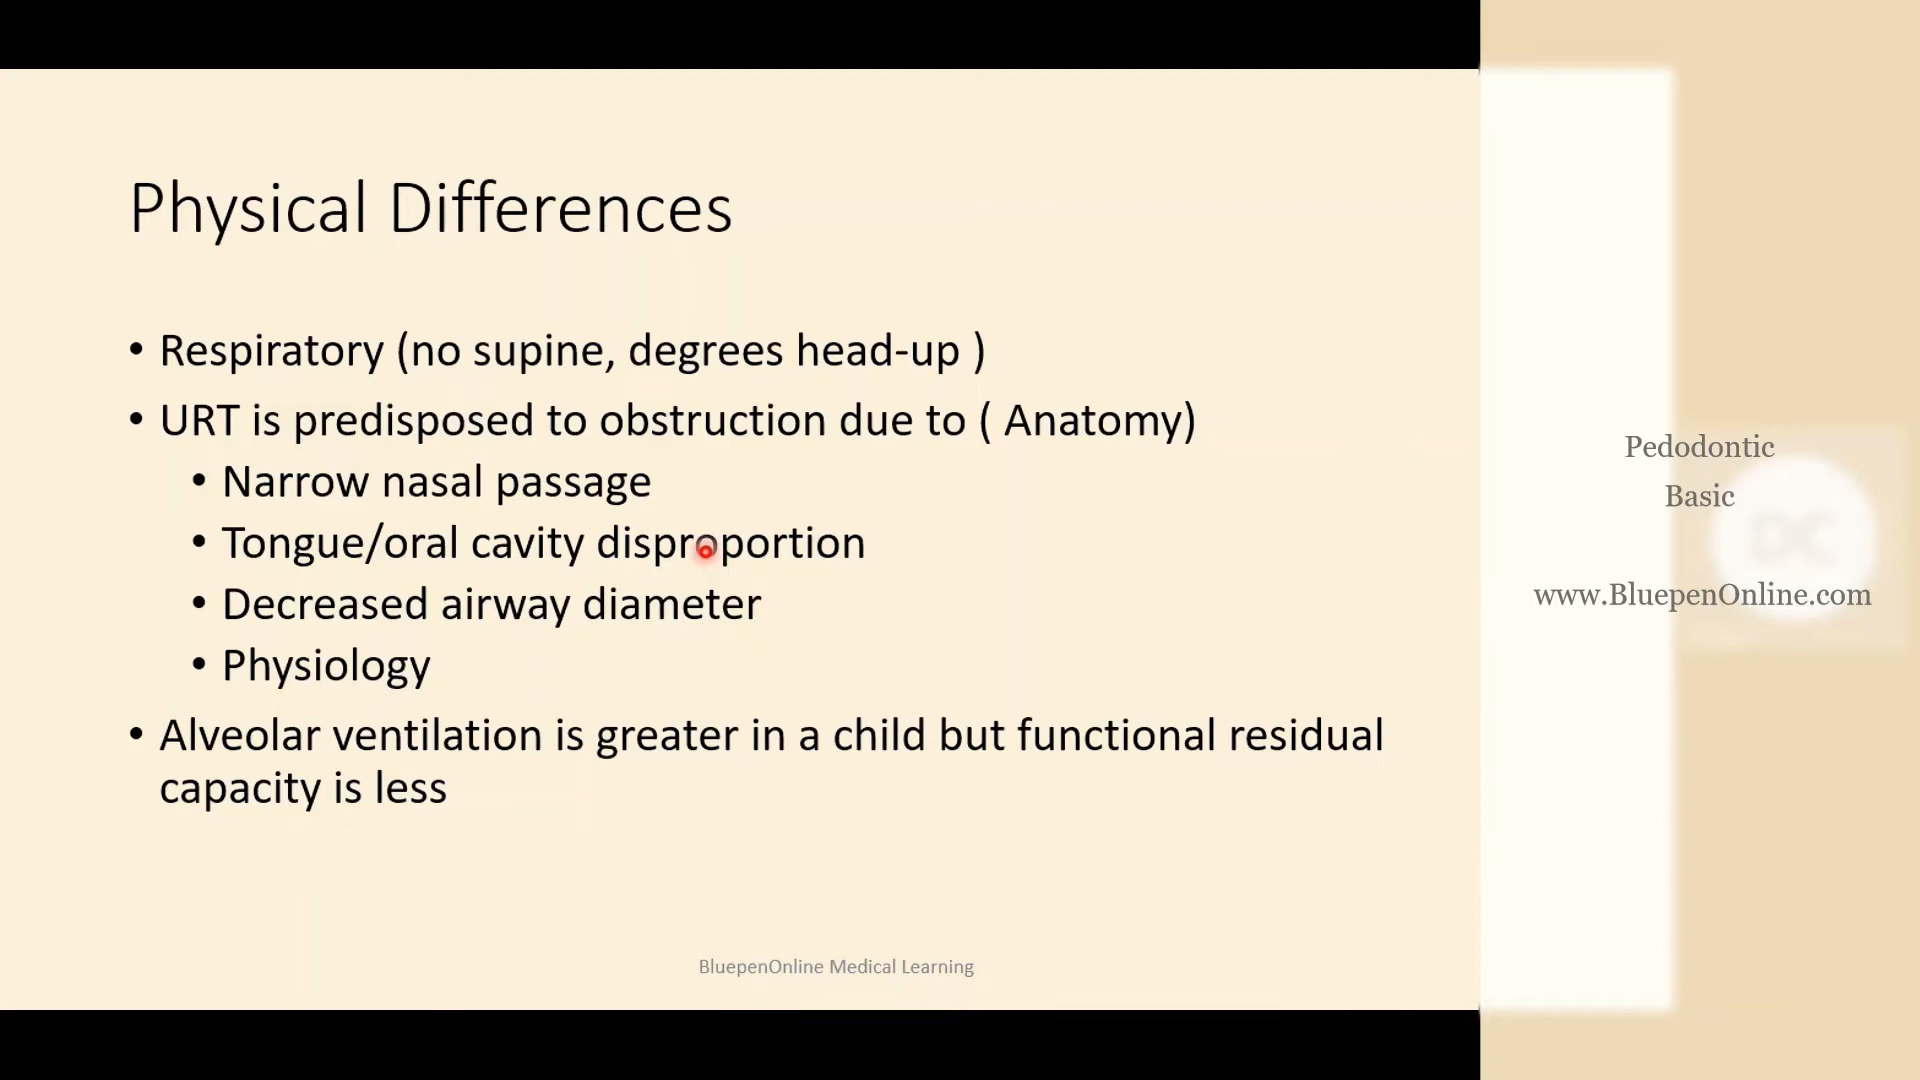 Physical Differences
• Respiratory (no supine, degrees head-up )
• URT is predisposed to obstruction due to ( Anatomy)
• Narrow nasal passage
• Tongue/oral cavity disproportion
• Decreased airway diameter
• Physiology
• Alveolar ventilation is greater in a child but functional residual
capacity is less
BluepenOnline Medical Learning
Pedodontic
Basic
www.BluepenOnline.com